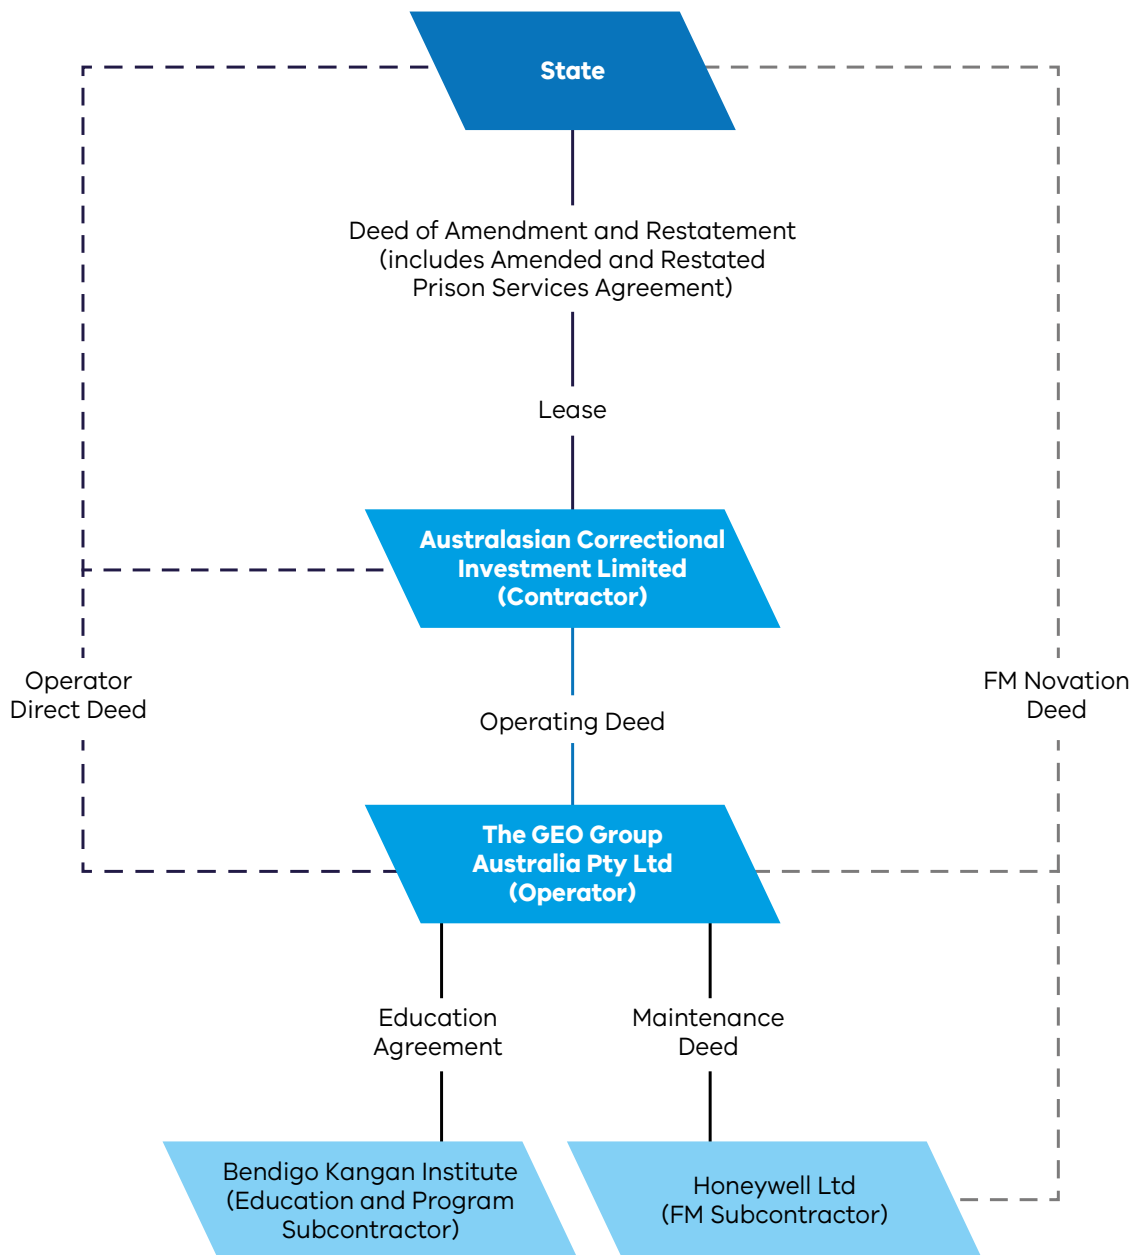 State
Deed of Amendment and Restatement
(includes Amended and Restated
Prison Services Agreement)
Lease
Australasian Correctional
Investment Limited
(Contractor)
Operator
Direct Deed
FM Novation
Deed
Operating Deed
The GEO Group
Australia Pty Ltd
(Operator)
Education
Agreement
Maintenance
Deed
Bendigo Kangan Institute
(Education and Program
Subcontractor)
Honeywell Ltd
(FM Subcontractor)